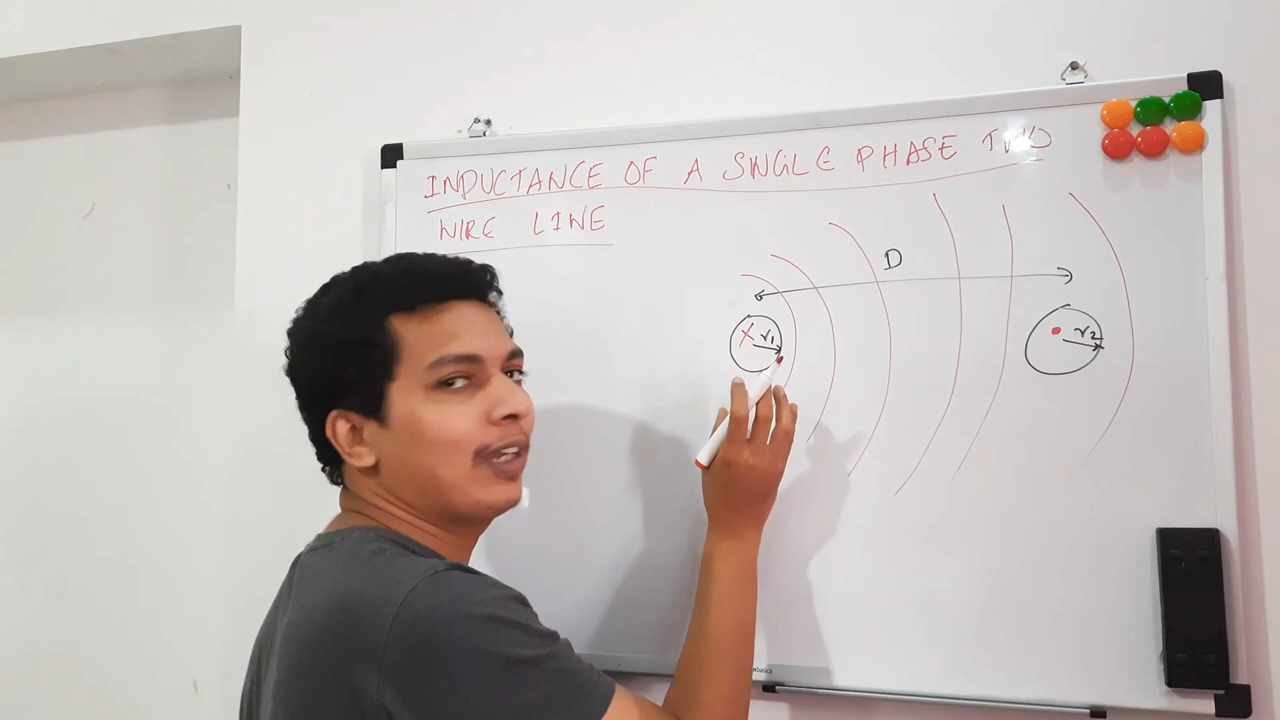 INDUCTANCE OF A SINGLE PHASE TWO
WIRE LINE
D
X r1
r2